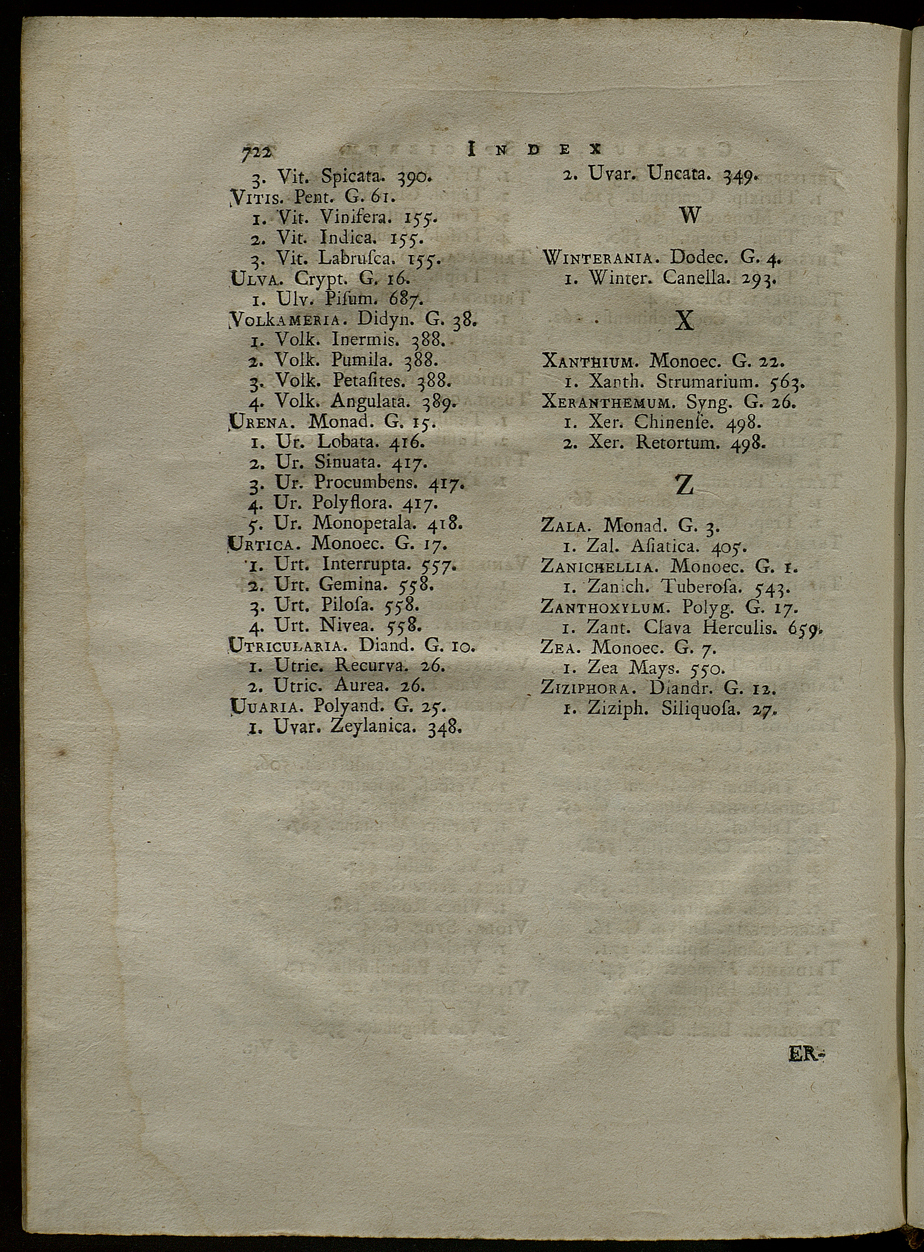 722 INDEX
3. Vit. Spicata. 390.
VITIS. Pent. G. 61.
1. Vit. Vinifera. 155.
2. Vit. Indica. 155.
3. Vit. Labruſca. 155.
ULVA. Crypt. G. 16.
1. Ulv. Piſum. 687.
VOLKAMERIA. Didyn. G. 38.
1. Volk. Inermis. 388.
2. Volk. Pumila. 388.
3. Volk. Petaſites. 388.
4. Volk. Angulata. 389.
URENA. Monad. G. 15.
1. Ur. Lobata. 416.
2. Ur. Sinuata. 417.
3. Ur. Procumbens. 417.
4. Ur. Polyflora. 417.
5. Ur. Monopetala. 418.
URTICA. Monoec. G. 17.
1. Urt. Interrupta. 557.
2. Urt. Gemina. 558.
3. Urt. Piloſa. 558.
4. Urt. Nivea. 558.
UTRICULARIA. Diand. G. 10.
1. Utric. Recurva. 26.
2. Utric. Aurea. 26.
UUARIA. Polyand. G. 25.
1. Uvar. Zeylanica. 348.
2. Uvar. Uncata. 349.
W
WINTERANIA. Dodec. G. 4.
1. Winter. Canella. 293.
X
XANTHIUM. Monoec. G. 22.
1. Xanth. Strumarium. 563.
XERANTHEMUM. Syng. G. 26.
1. Xer. Chinenſe. 498.
2. Xer. Retortum. 498.
Z
ZALA. Monad. G. 3.
1. Zal. Aſiatica. 405.
ZANICHELLIA. Monoec. G. 1.
1. Zanich. Tuberoſa. 543.
ZANTHOXYLUM. Polyg. G. 17.
1. Zant. Clava Herculis. 659.
ZEA. Monoec. G. 7.
1. Zea Mays. 550.
ZIZIPHORA. Diandr. G. 12.
1. Ziziph. Siliquoſa. 27.
ER-